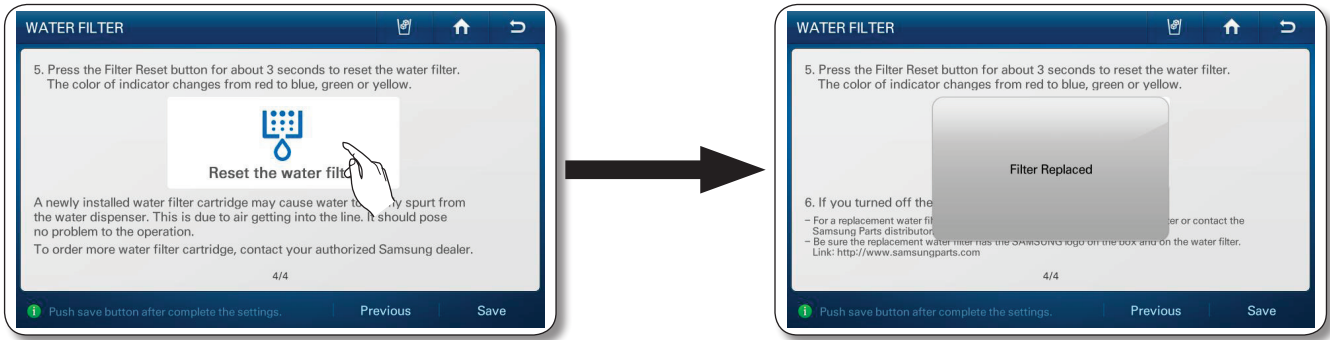 WATER FILTER
5. Press the Filter Reset button for about 3 seconds to reset the water filter.
The color of indicator changes from red to blue, green or yellow.
Reset the water filt
A newly installed water filter cartridge may cause water to spurt from
the water dispenser. This is due to air getting into the line. It should pose
no problem to the operation.
To order more water filter cartridge, contact your authorized Samsung dealer.
4/4
Push save button after complete the settings.
Previous
Save
WATER FILTER
5. Press the Filter Reset button for about 3 seconds to reset the water filter.
The color of indicator changes from red to blue, green or yellow.
Filter Replaced
6. If you turned off the
- For a replacement water fil er or contact the
Samsung Parts distributor
- Be sure the replacement water filter has the SAMSUNG logo on the box and on the water filter.
Link: http://www.samsungparts.com
4/4
Push save button after complete the settings.
Previous
Save